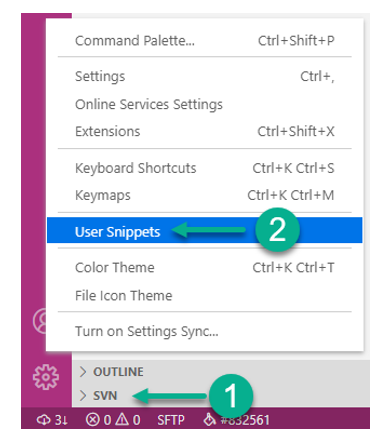 Command Palette... Ctrl+Shift+P
Settings Ctrl+,
Online Services Settings
Extensions Ctrl+Shift+X
Keyboard Shortcuts Ctrl+K Ctrl+S
Keymaps Ctrl+K Ctrl+M
User Snippets 2
Color Theme Ctrl+K Ctrl+T
File Icon Theme
Turn on Settings Sync...
> OUTLINE
> SVN 1
3↓ 0 0 SFTP #832561